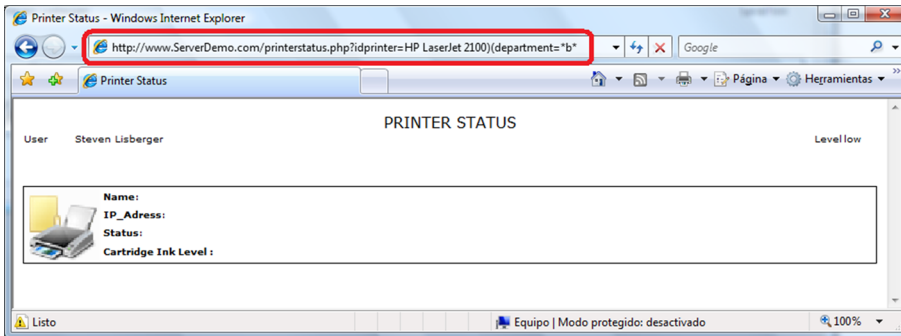 Printer Status - Windows Internet Explorer
http://www.ServerDemo.com/printerstatus.php?idprinter=HP LaserJet 2100)(department=*b*
Google
Printer Status
Página
Herramientas
PRINTER STATUS
User Steven Lisberger Level low
Name:
IP_Adress:
Status:
Cartridge Ink Level :
Listo
Equipo | Modo protegido: desactivado
100%